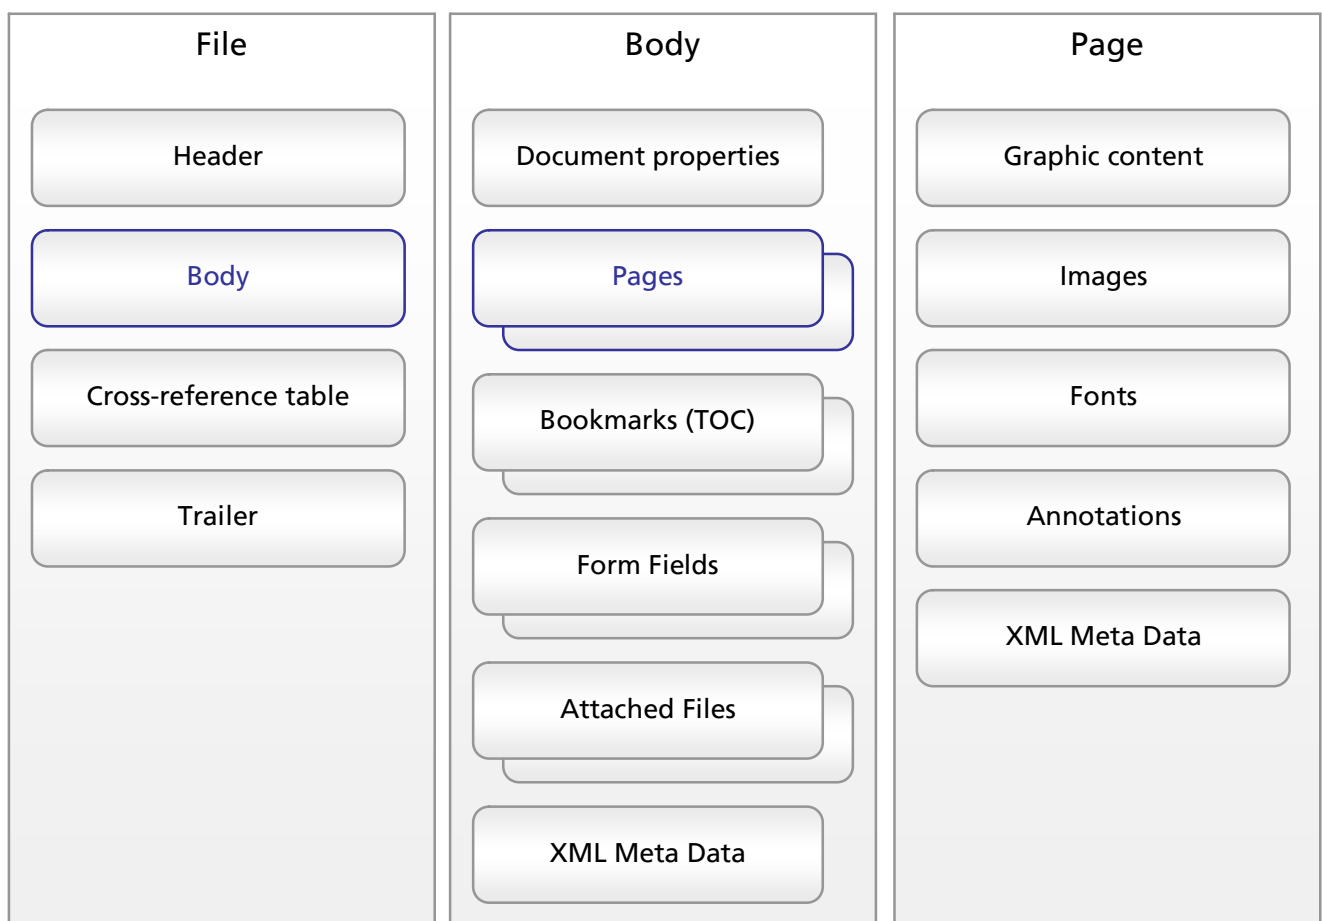 File
Header
Body
Cross-reference table
Trailer
Body
Document properties
Pages
Bookmarks (TOC)
Form Fields
Attached Files
XML Meta Data
Page
Graphic content
Images
Fonts
Annotations
XML Meta Data